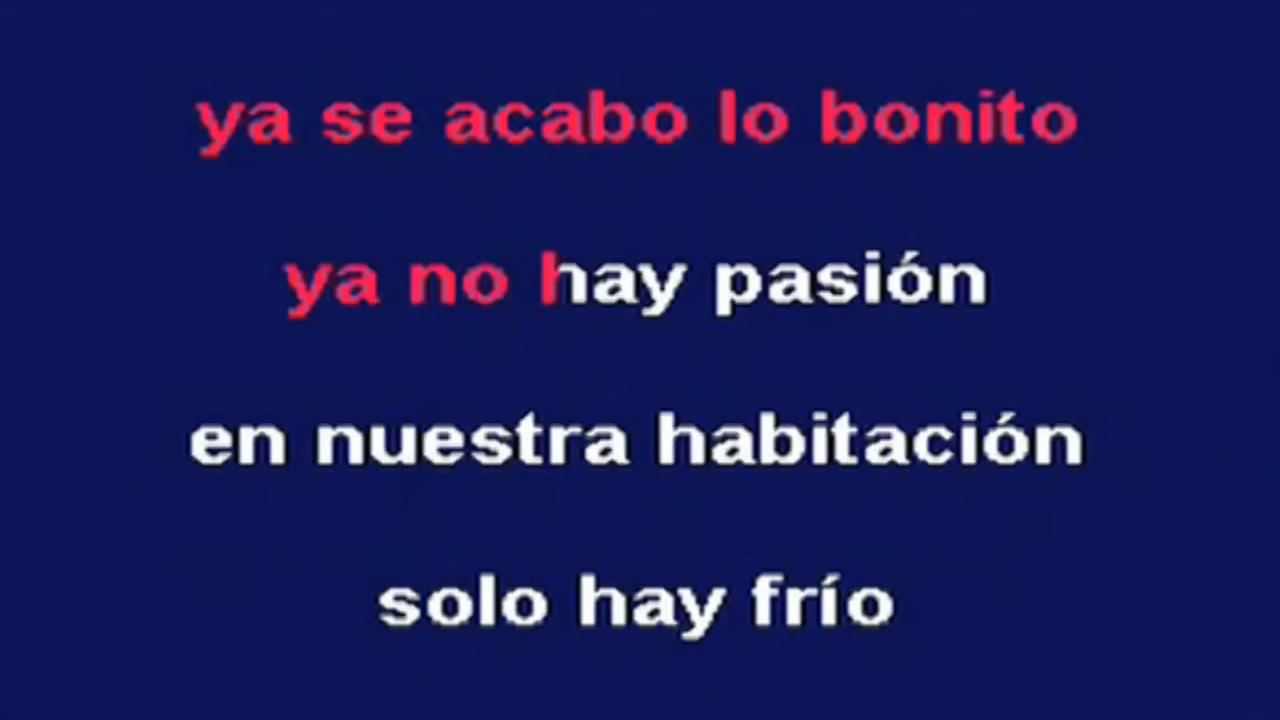 ya se acabo lo bonito
ya no hay pasión
en nuestra habitación
solo hay frío